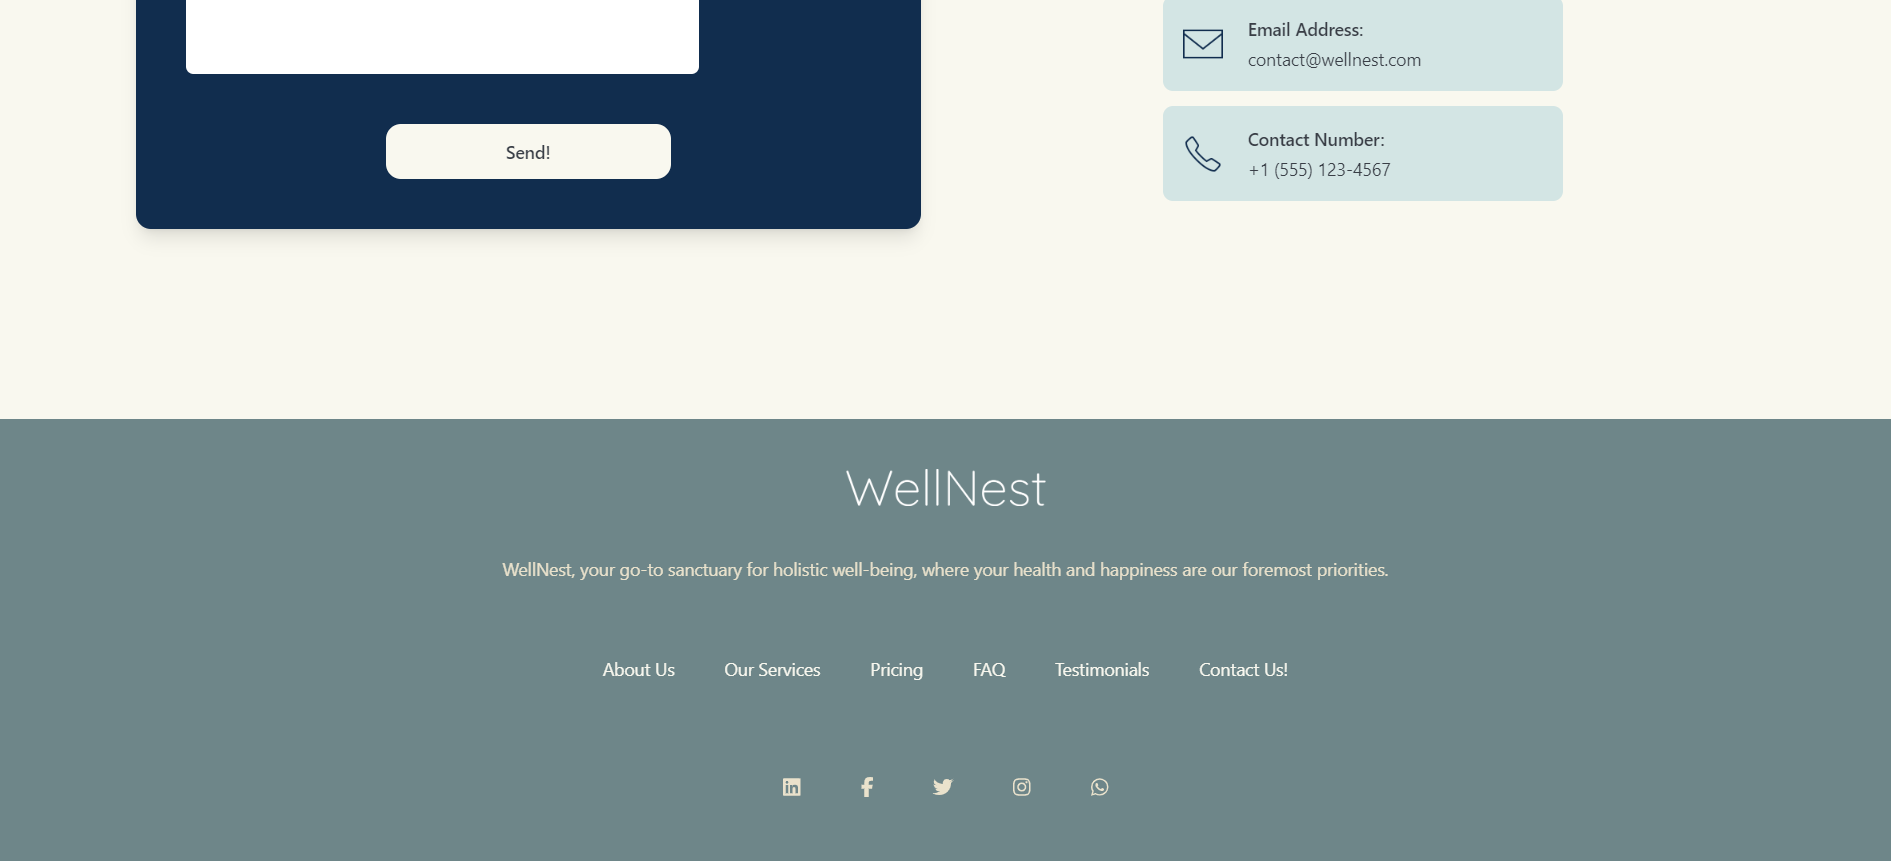 Send!
Email Address:
contact@wellnest.com
Contact Number:
+1 (555) 123-4567
WellNest
WellNest, your go-to sanctuary for holistic well-being, where your health and happiness are our foremost priorities.
About Us Our Services Pricing FAQ Testimonials Contact Us!